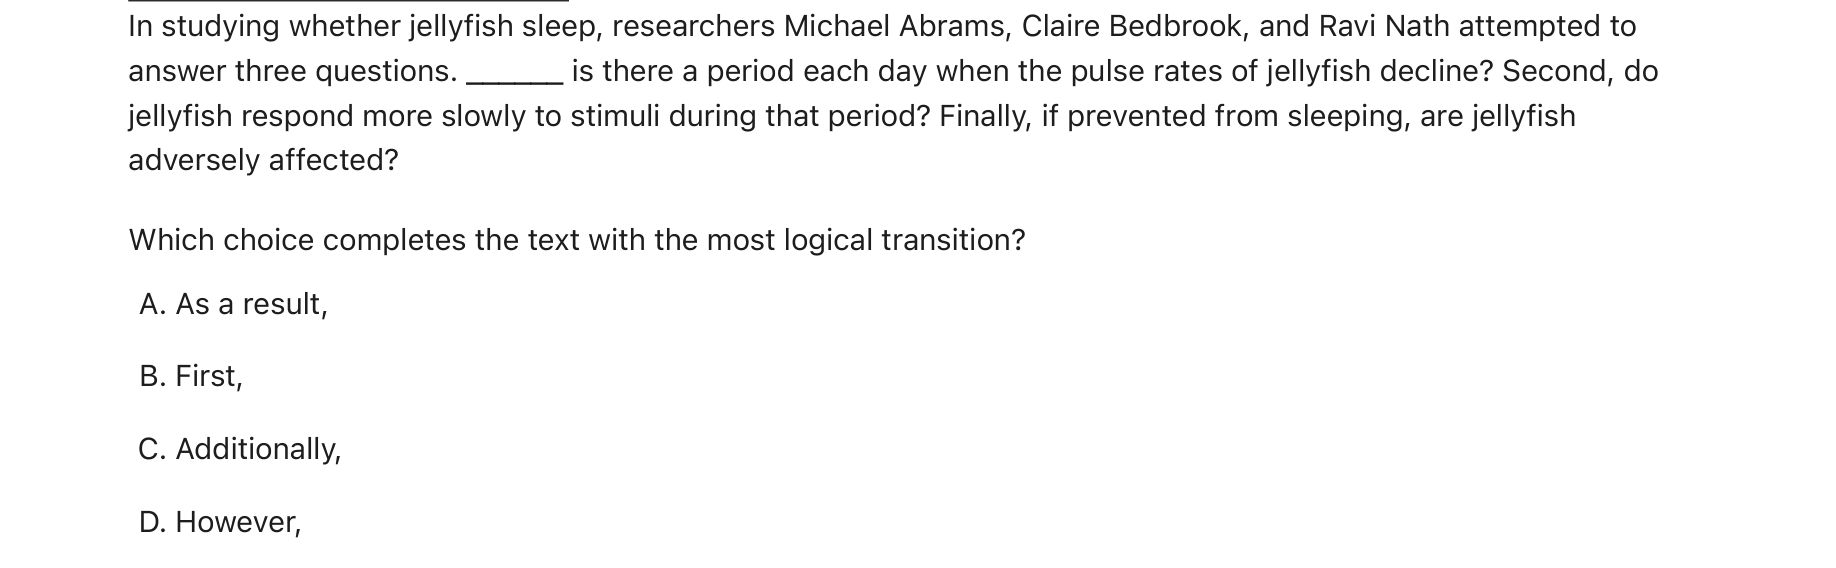 In studying whether jellyfish sleep, researchers Michael Abrams, Claire Bedbrook, and Ravi Nath attempted to
answer three questions. ______ is there a period each day when the pulse rates of jellyfish decline? Second, do
jellyfish respond more slowly to stimuli during that period? Finally, if prevented from sleeping, are jellyfish
adversely affected?
Which choice completes the text with the most logical transition?
A. As a result,
B. First,
C. Additionally,
D. However,